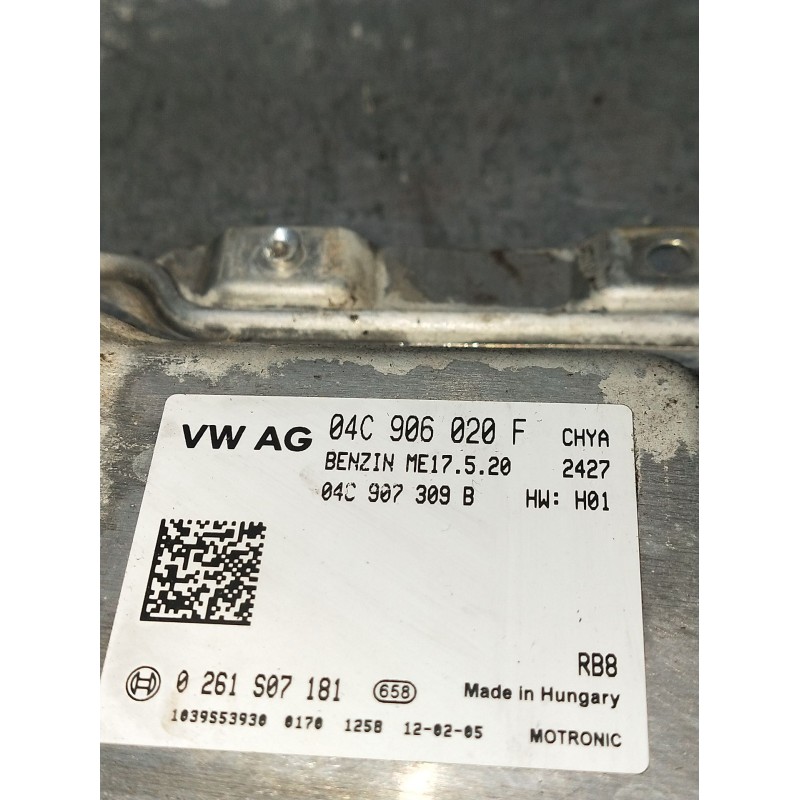 VW AG 04C 906 020 F CHYA
BENZIN ME17.5.20 2427
04C 907 309 B HW: H01
RB8
0 261 S07 181 658 Made in Hungary
1039S53930 0170 1258 12-02-05 MOTRONIC